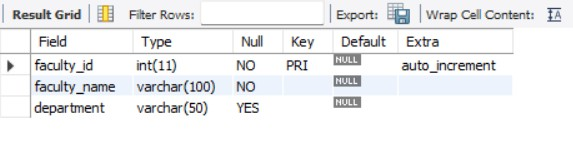 Result Grid Filter Rows: Export: Wrap Cell Content: IA
Field Type Null Key Default Extra
faculty_id int(11) NO PRI NULL auto_increment
faculty_name varchar(100) NO NULL
department varchar(50) YES NULL